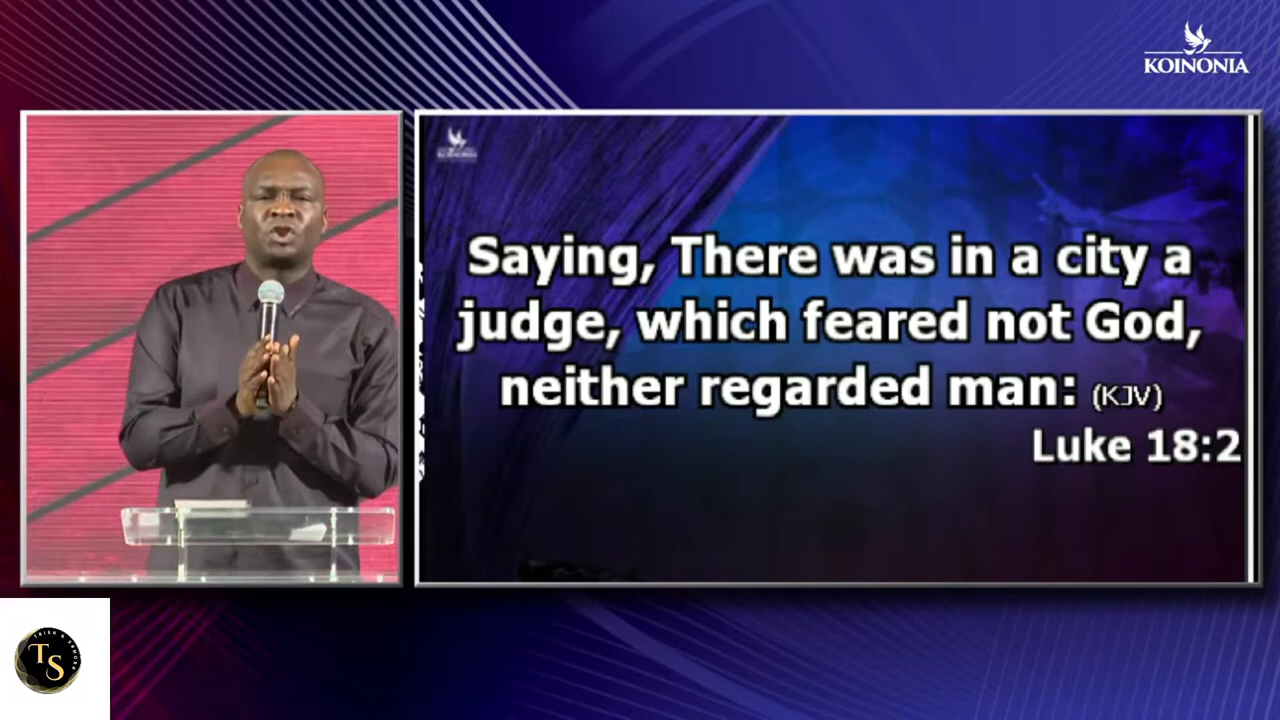 KOINONIA
KOINONIA
Saying, There was in a city a
judge, which feared not God,
neither regarded man: (KJV)
Luke 18:2
TS